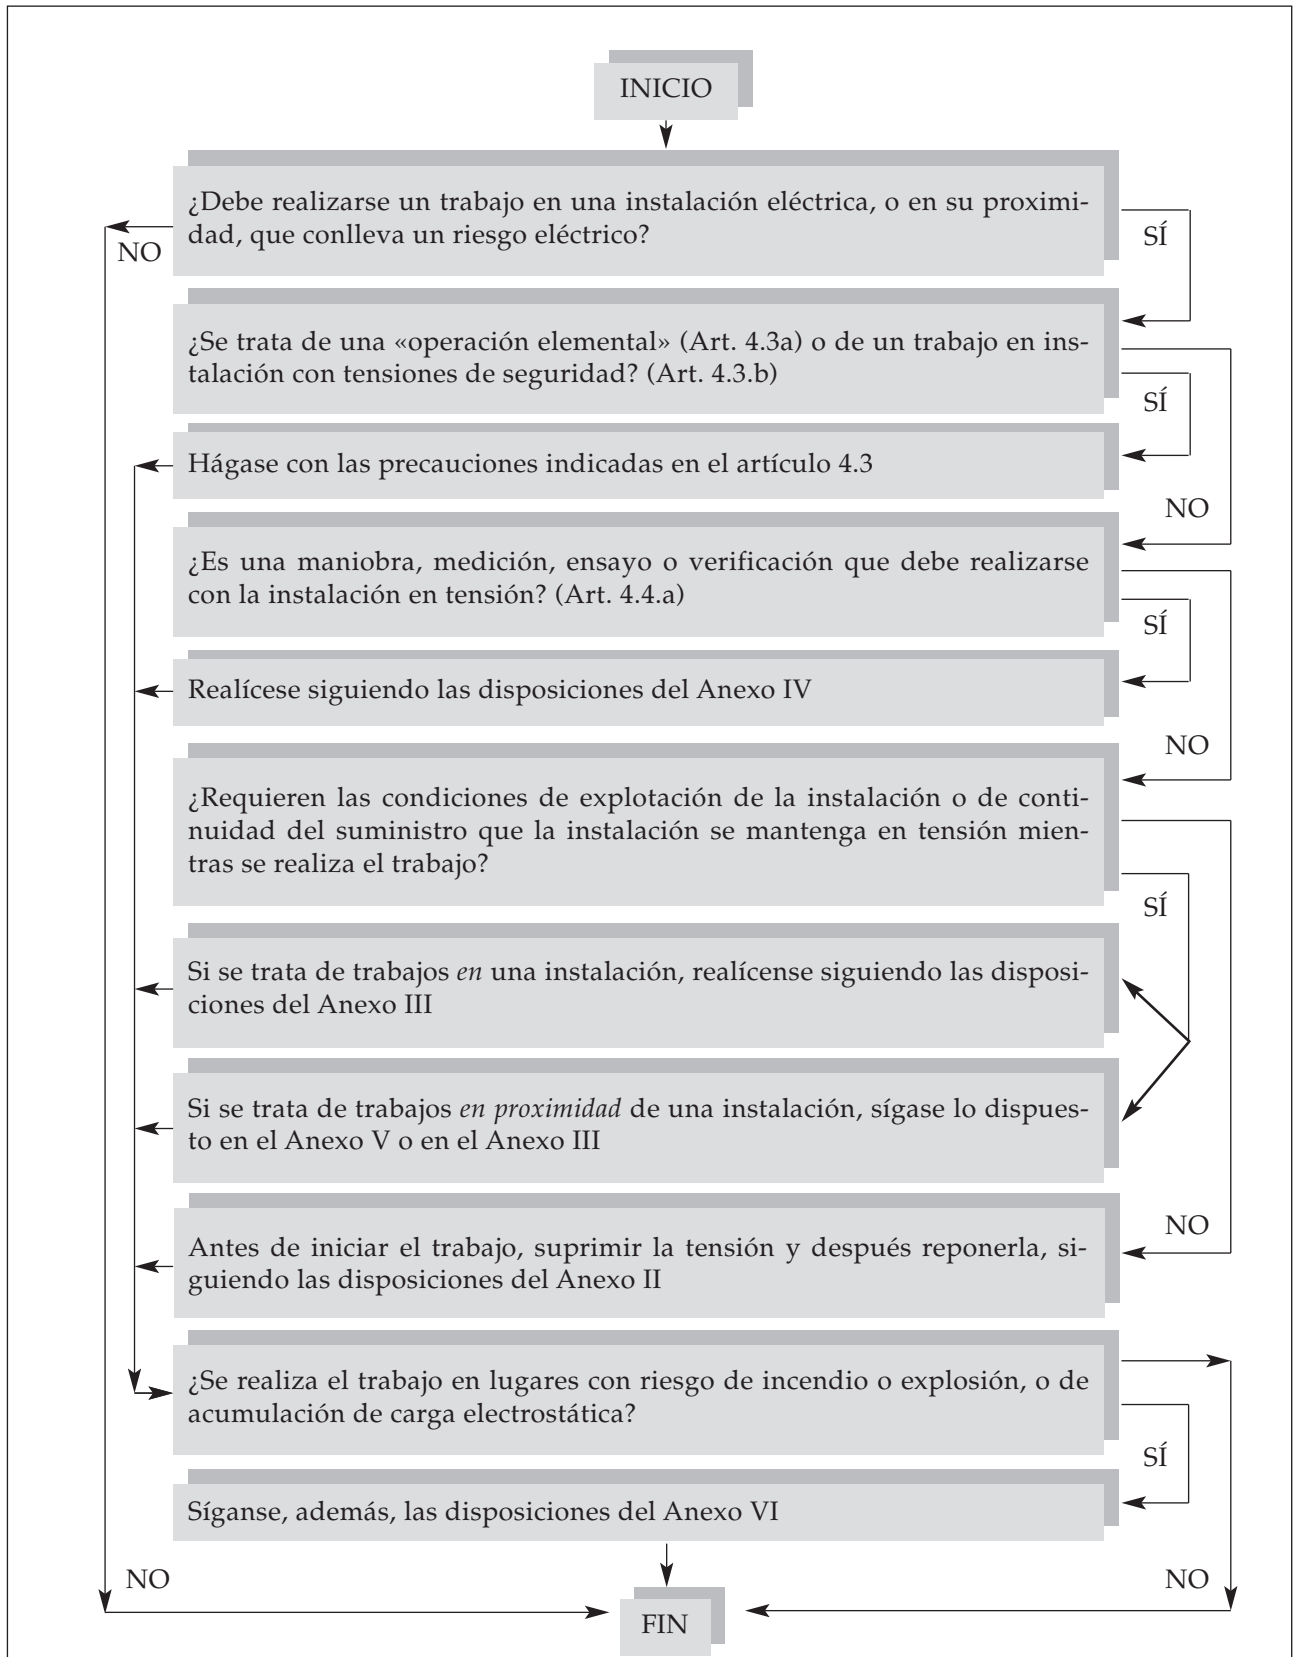 INICIO
¿Debe realizarse un trabajo en una instalación eléctrica, o en su proximi-
dad, que conlleva un riesgo eléctrico?
NO
SÍ
¿Se trata de una «operación elemental» (Art. 4.3a) o de un trabajo en ins-
talación con tensiones de seguridad? (Art. 4.3.b)
SÍ
Hágase con las precauciones indicadas en el artículo 4.3
NO
¿Es una maniobra, medición, ensayo o verificación que debe realizarse
con la instalación en tensión? (Art. 4.4.a)
SÍ
Realícese siguiendo las disposiciones del Anexo IV
NO
¿Requieren las condiciones de explotación de la instalación o de conti-
nuidad del suministro que la instalación se mantenga en tensión mien-
tras se realiza el trabajo?
SÍ
Si se trata de trabajos en una instalación, realícense siguiendo las disposi-
ciones del Anexo III
Si se trata de trabajos en proximidad de una instalación, sígase lo dispues-
to en el Anexo V o en el Anexo III
NO
Antes de iniciar el trabajo, suprimir la tensión y después reponerla, si-
guiendo las disposiciones del Anexo II
¿Se realiza el trabajo en lugares con riesgo de incendio o explosión, o de
acumulación de carga electrostática?
SÍ
Síganse, además, las disposiciones del Anexo VI
NO
NO
FIN